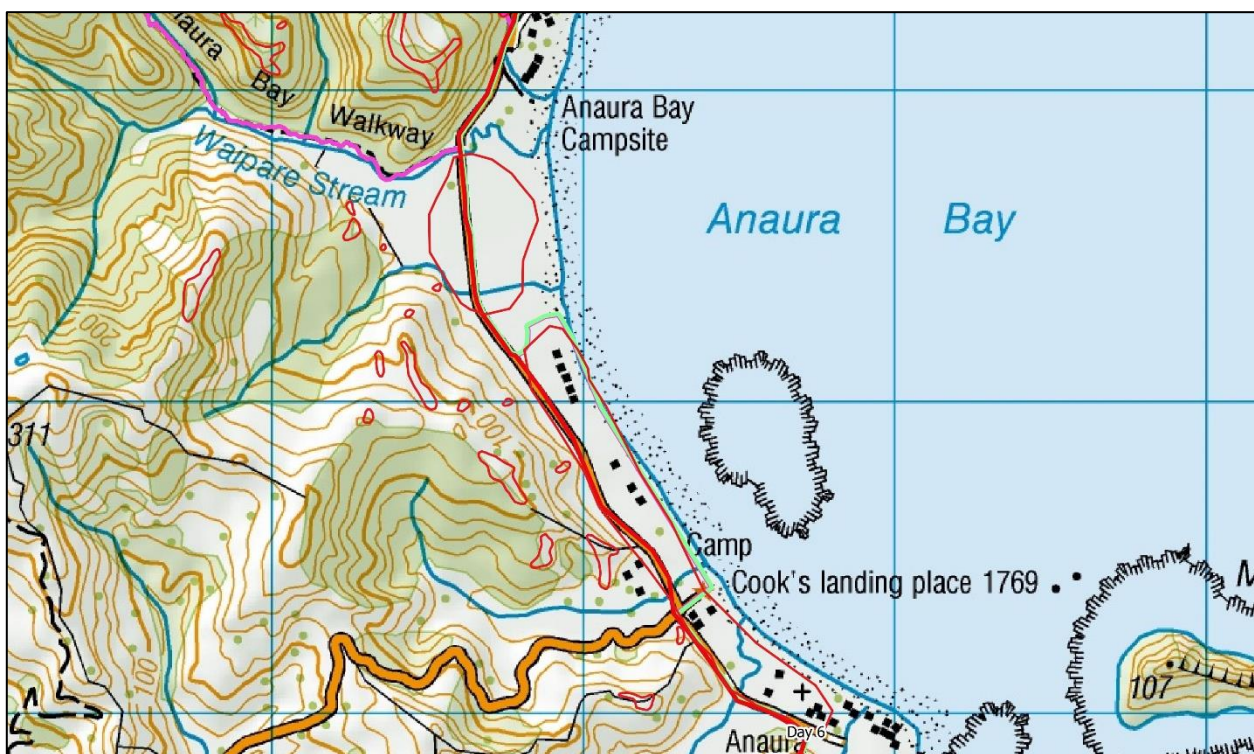 naura
Bay
Walkway
Anaura Bay
Campsite
Waipare Stream
Anaura Bay
200
311
100
Camp
Cook's landing place 1769
M
100
107
Day 6
Anaura